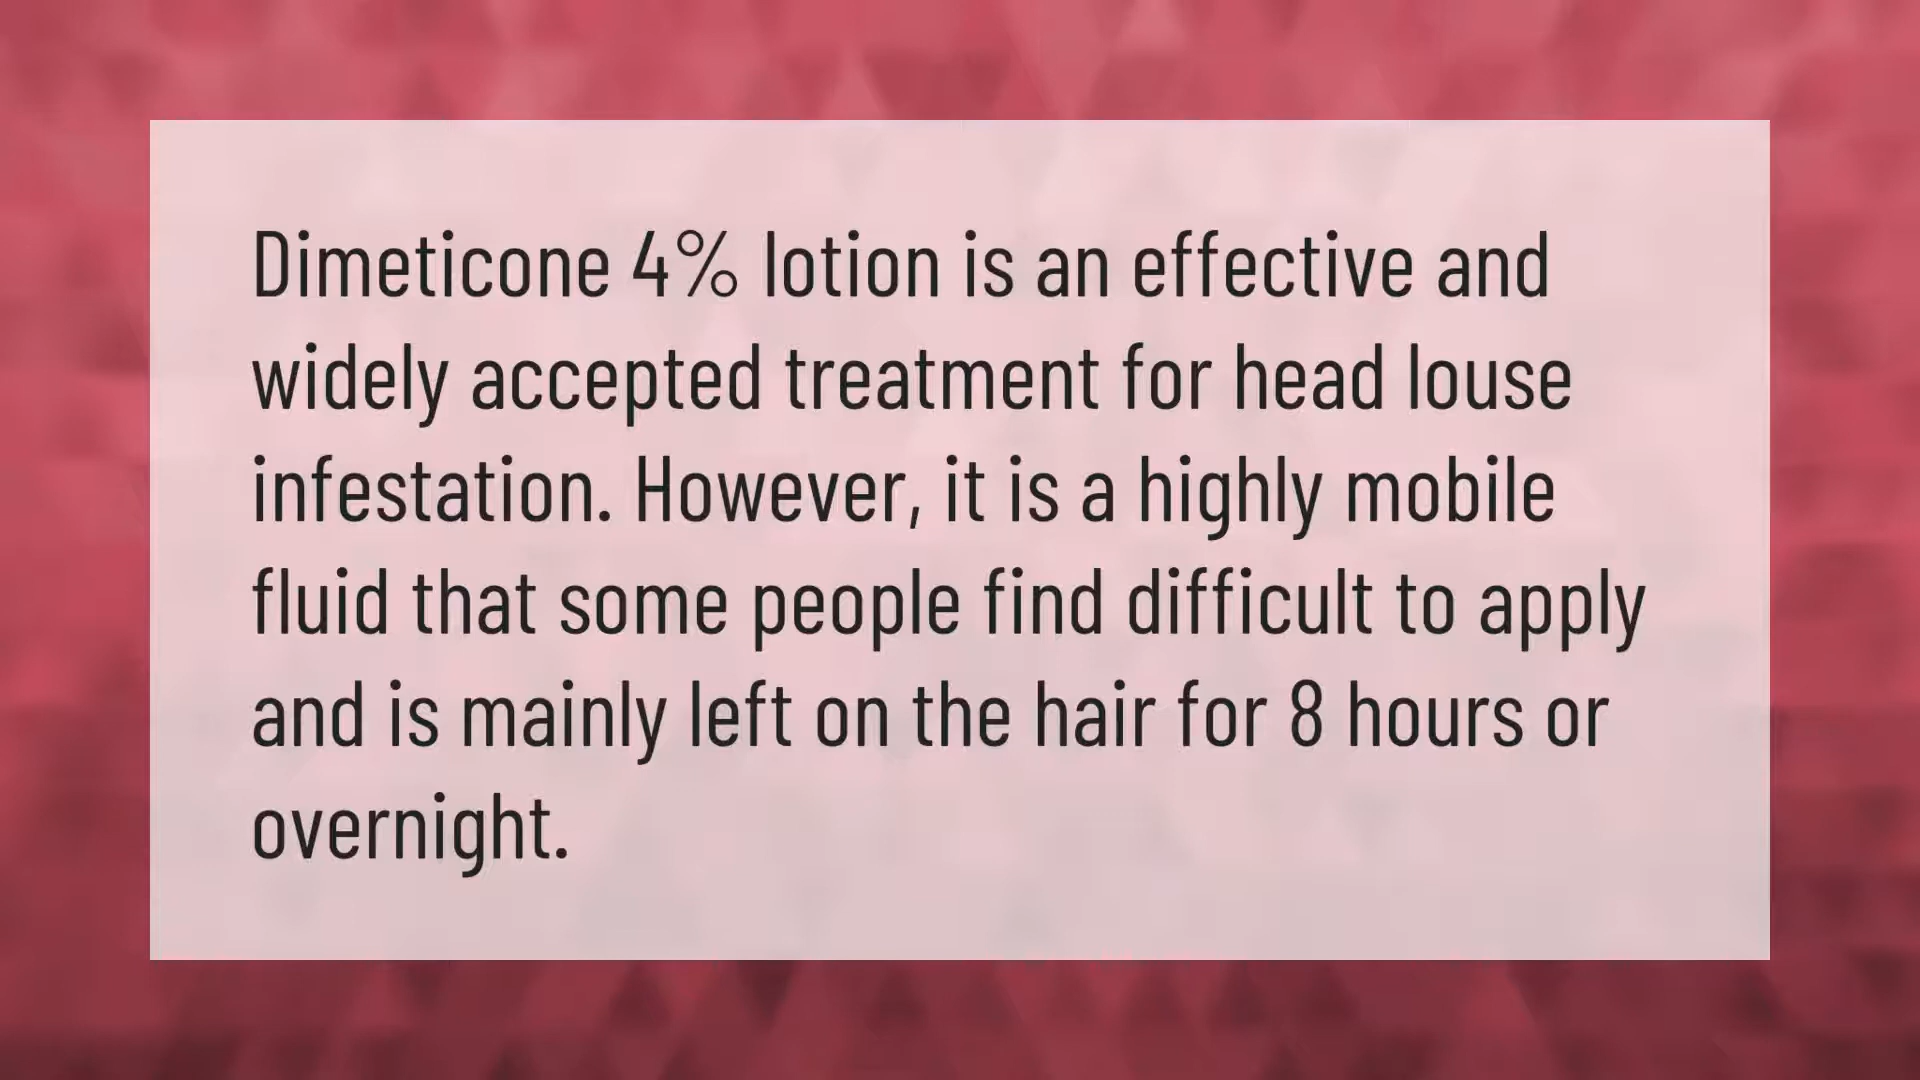 Dimeticone 4% lotion is an effective and
widely accepted treatment for head louse
infestation. However, it is a highly mobile
fluid that some people find difficult to apply
and is mainly left on the hair for 8 hours or
overnight.